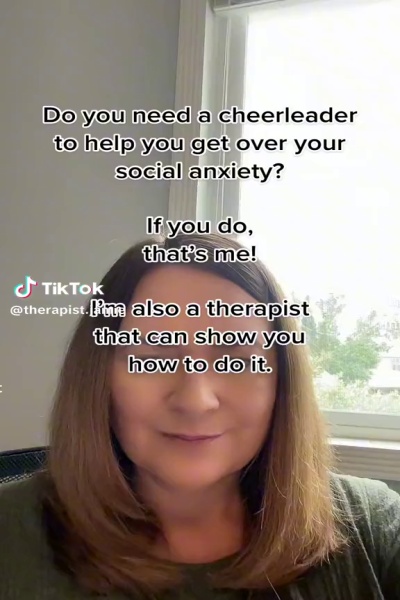 Do you need a cheerleader
to help you get over your
social anxiety?
If you do,
that's me!
TikTok
I'm also a therapist
that can show you
how to do it.